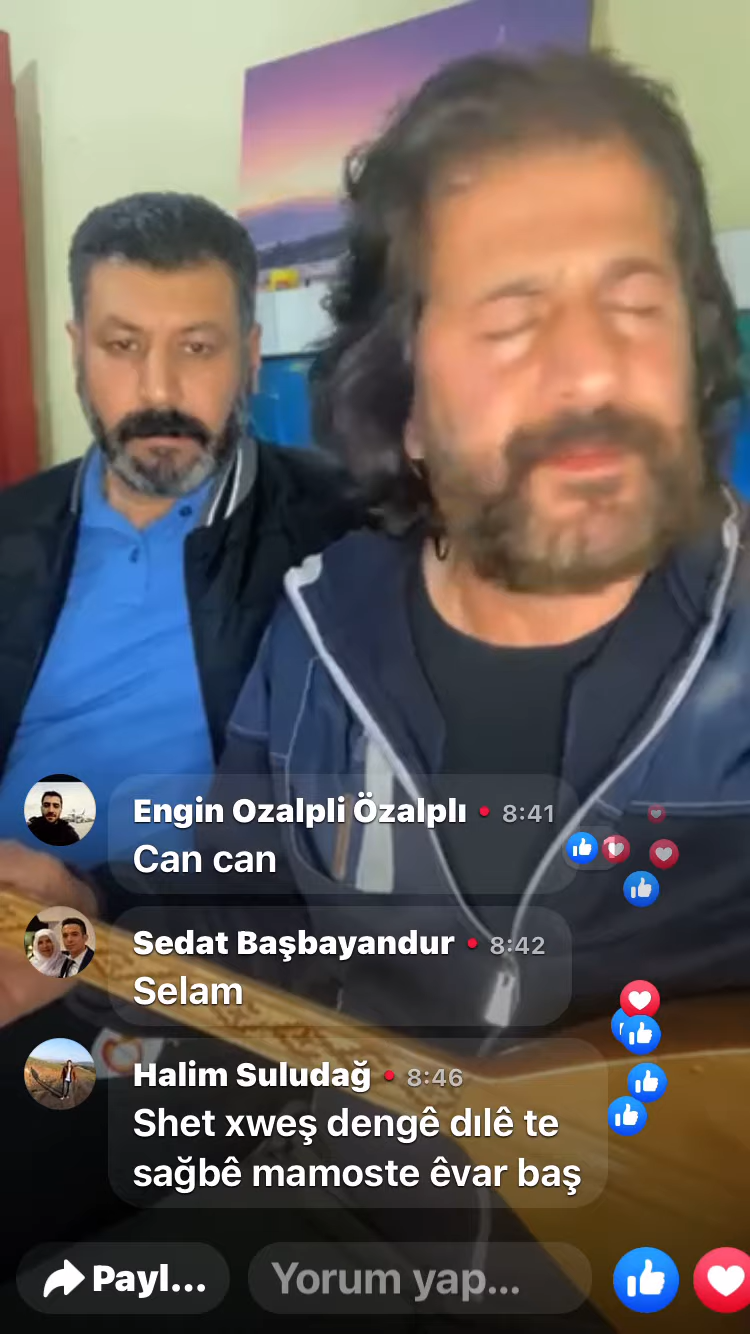 Engin Ozalpli Özalplı • 8:41
Can can
Sedat Başbayandur • 8:42
Selam
Halim Suludağ • 8:46
Shet xweş dengê dılê te
sağbê mamoste êvar baş
Payl...
Yorum yap...